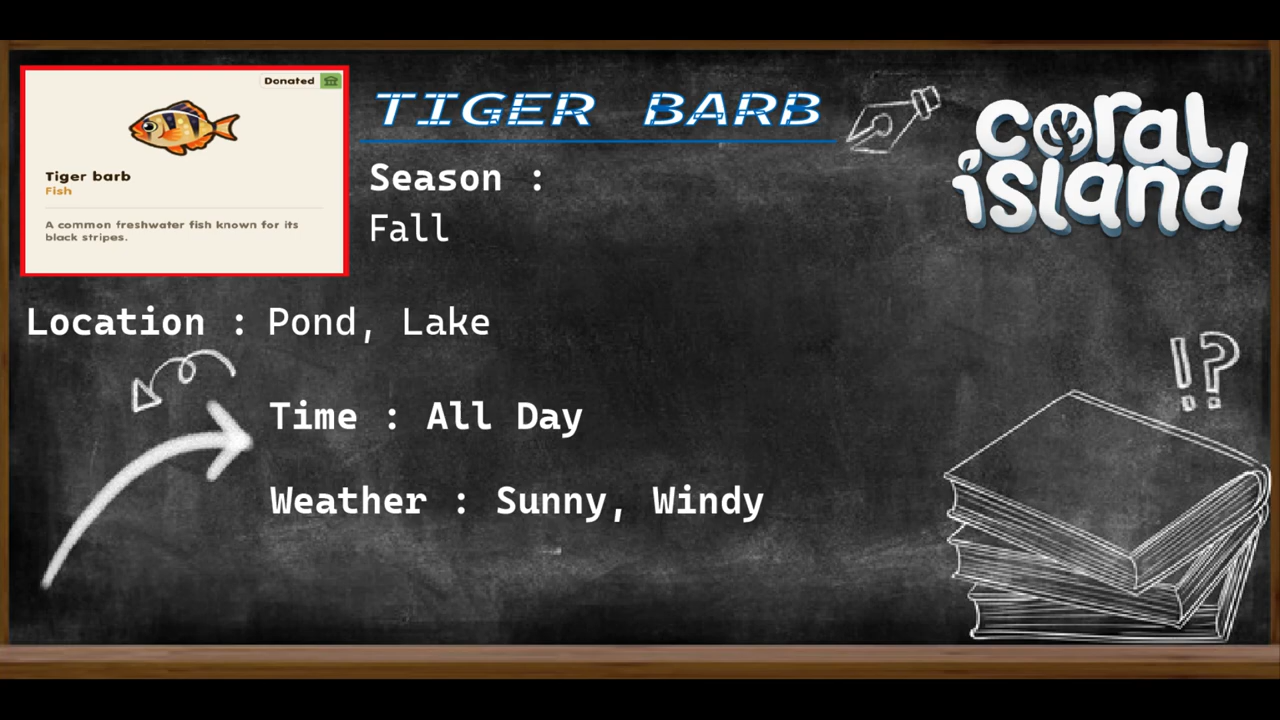 Donated
Tiger barb
Fish
A common freshwater fish known for its
black stripes.
TIGER BARB
Season :
Fall
coral
island
Location : Pond, Lake
!?
Time : All Day
Weather : Sunny, Windy